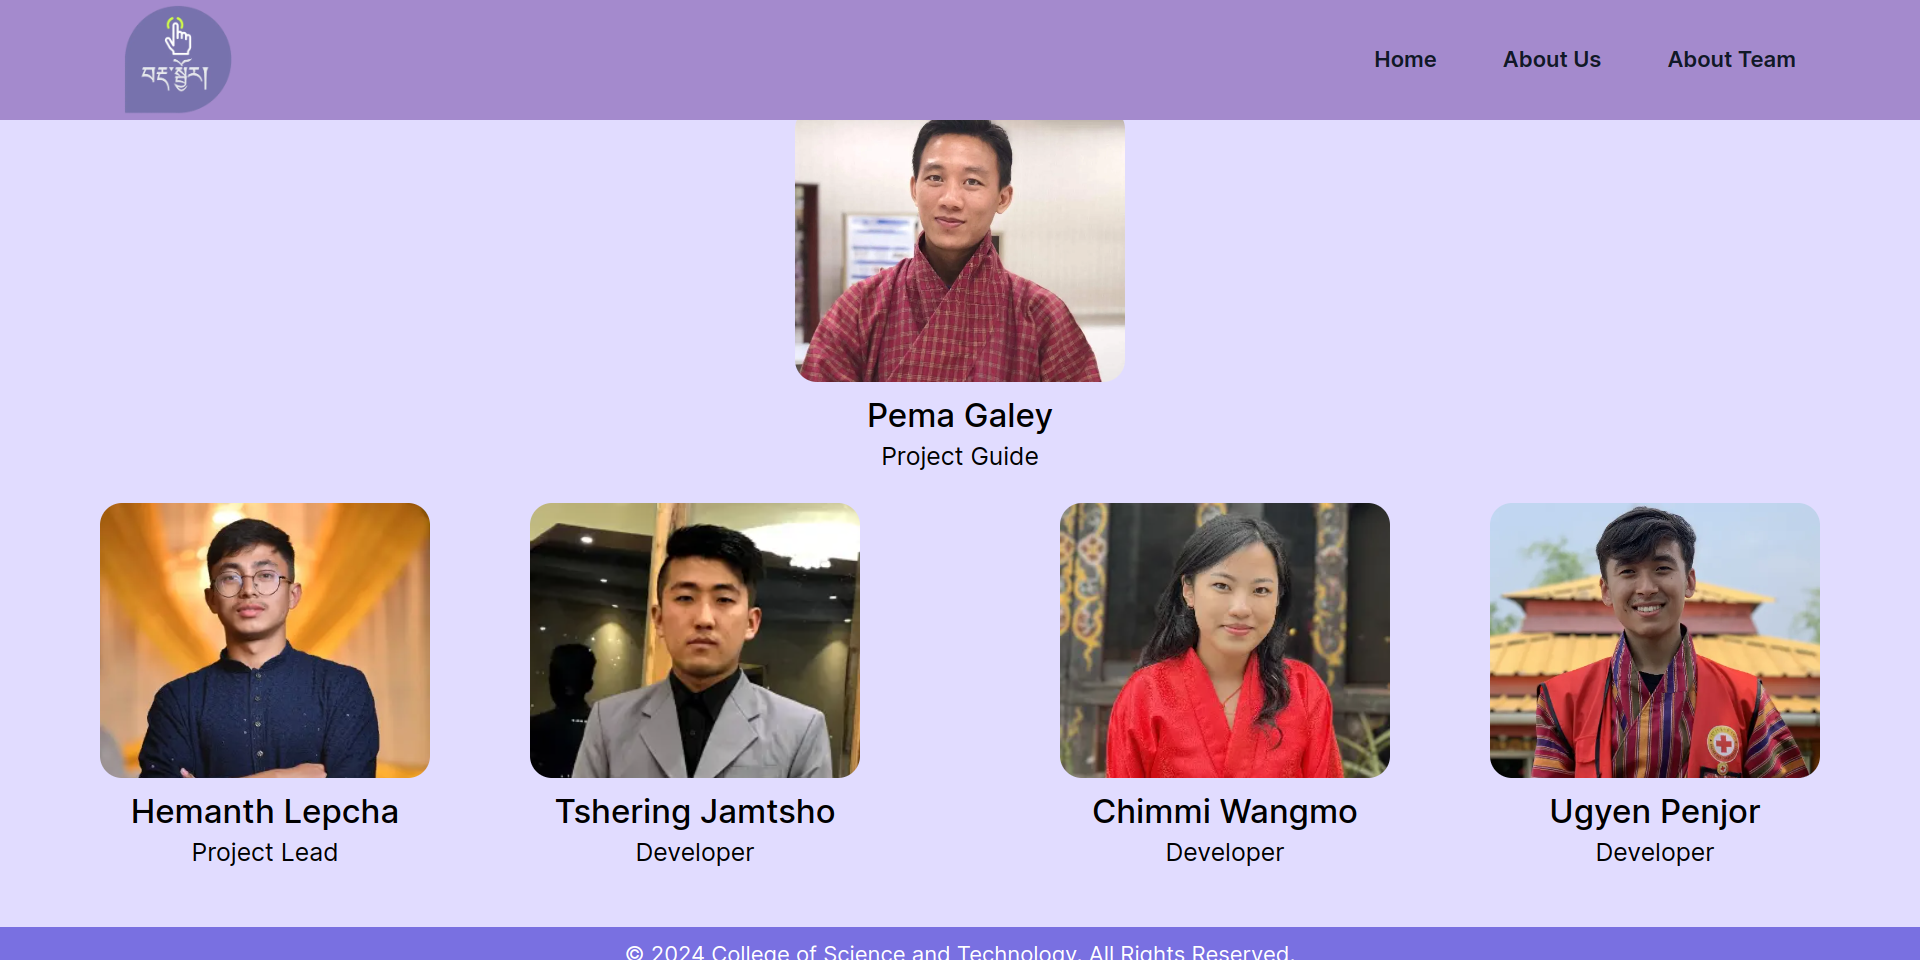 བརྡ་སྦྱོར།
Home
About Us
About Team
Pema Galey
Project Guide
Hemanth Lepcha
Project Lead
Tshering Jamtsho
Developer
Chimmi Wangmo
Developer
Ugyen Penjor
Developer
© 2024 College of Science and Technology. All Rights Reserved.